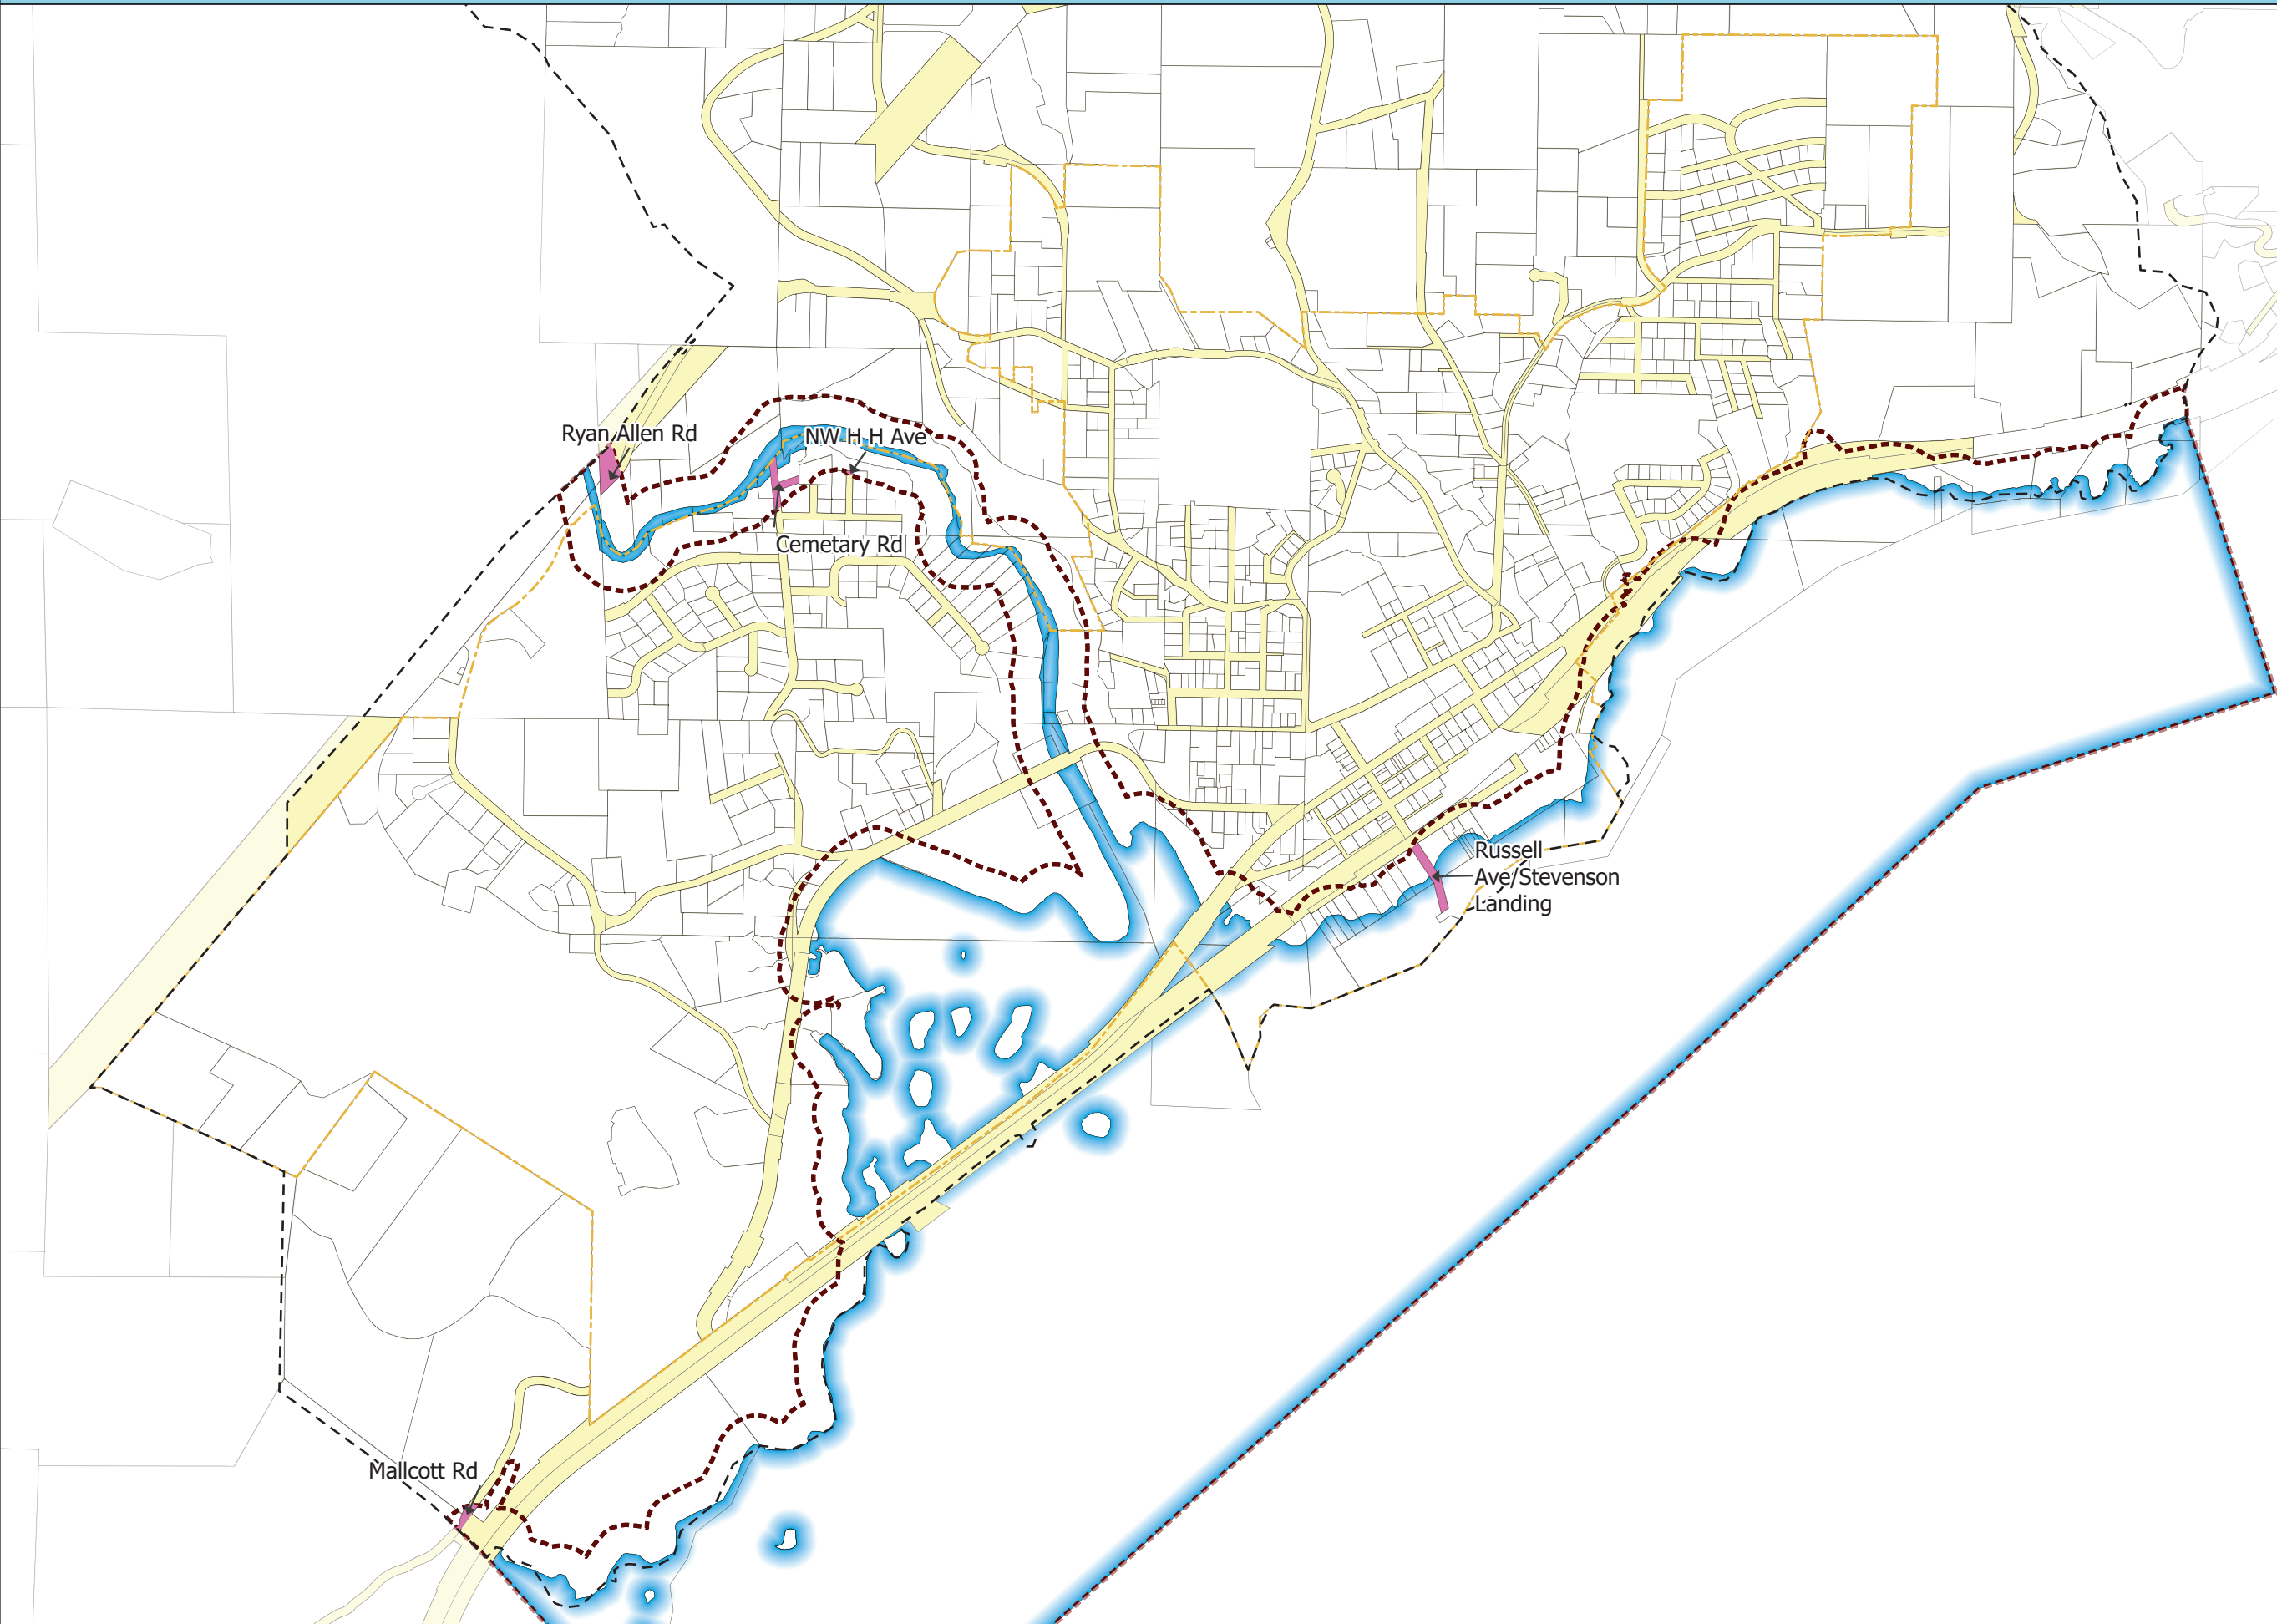 Ryan Allen Rd
NW H H Ave
Cemetary Rd
Russell
Ave/Stevenson
Landing
Mallcott Rd